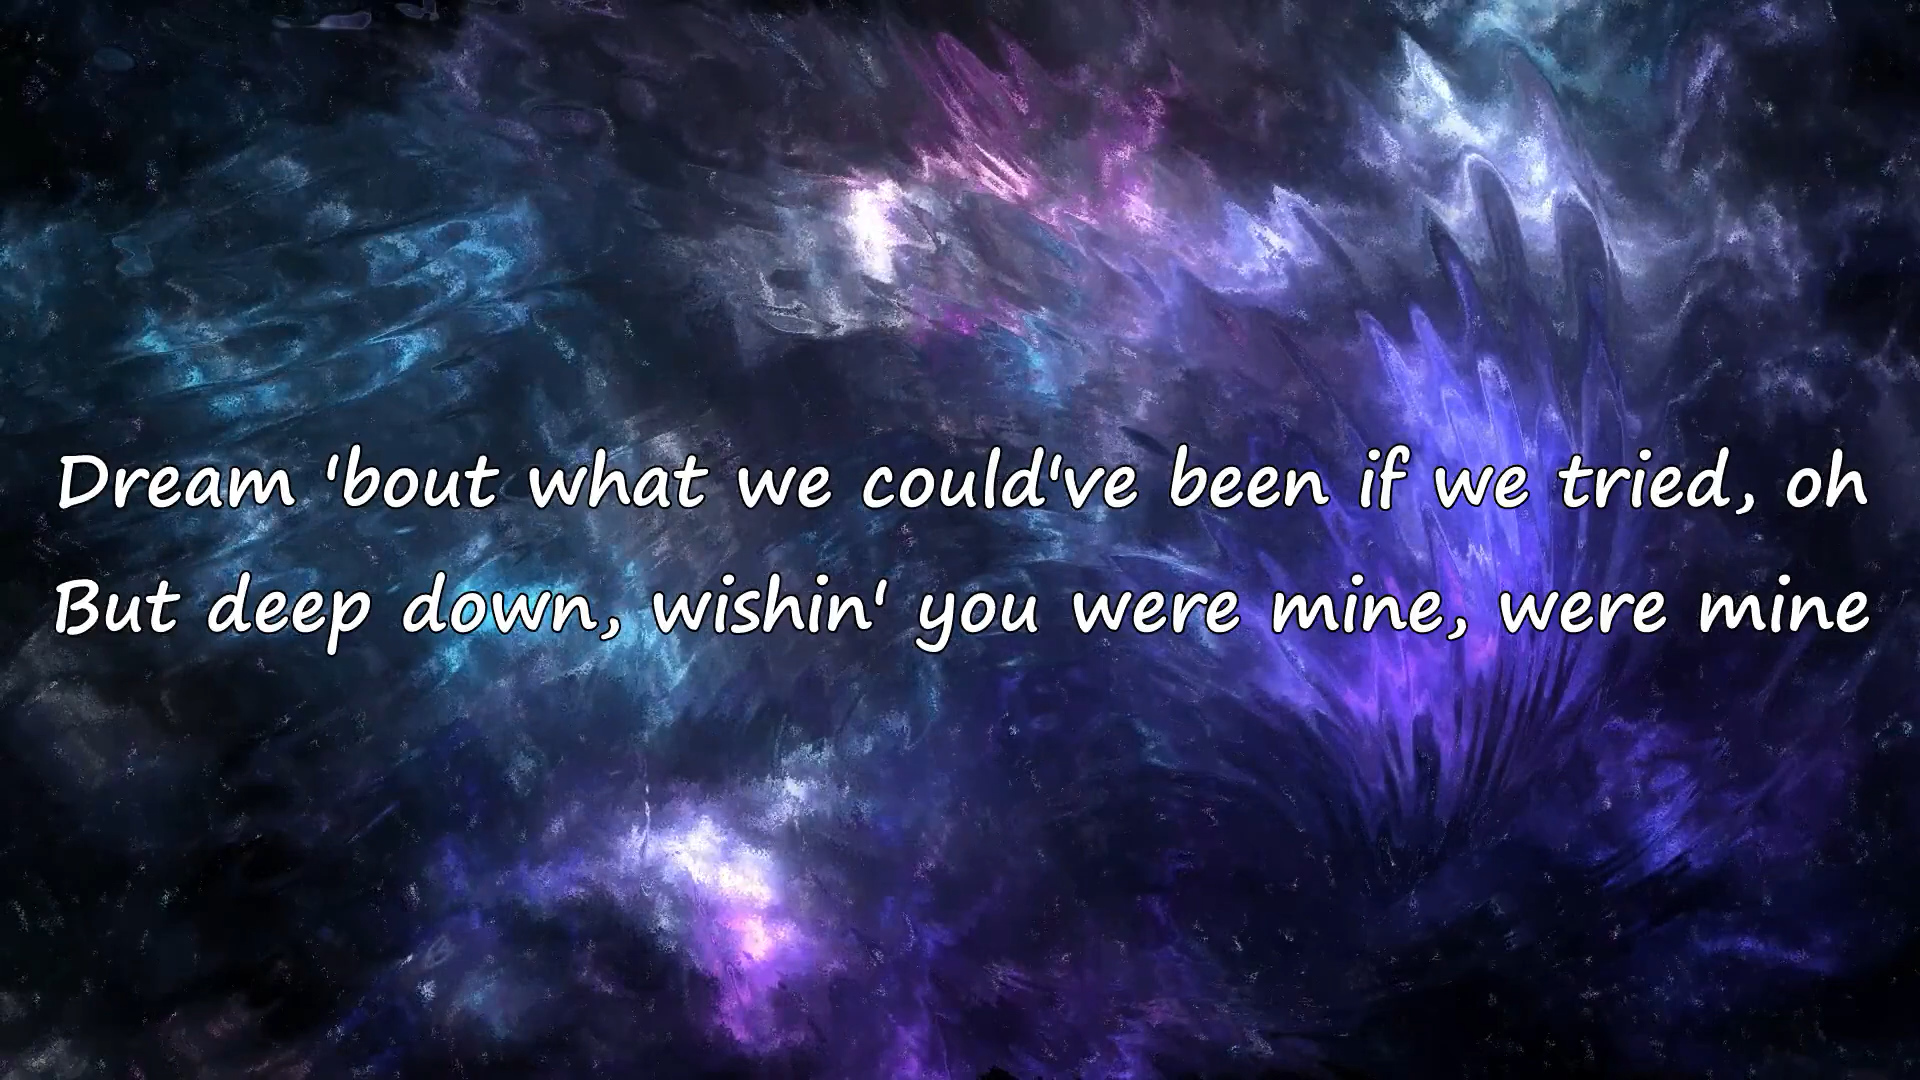 Dream 'bout what we could've been if we tried, oh
But deep down, wishin' you were mine, were mine